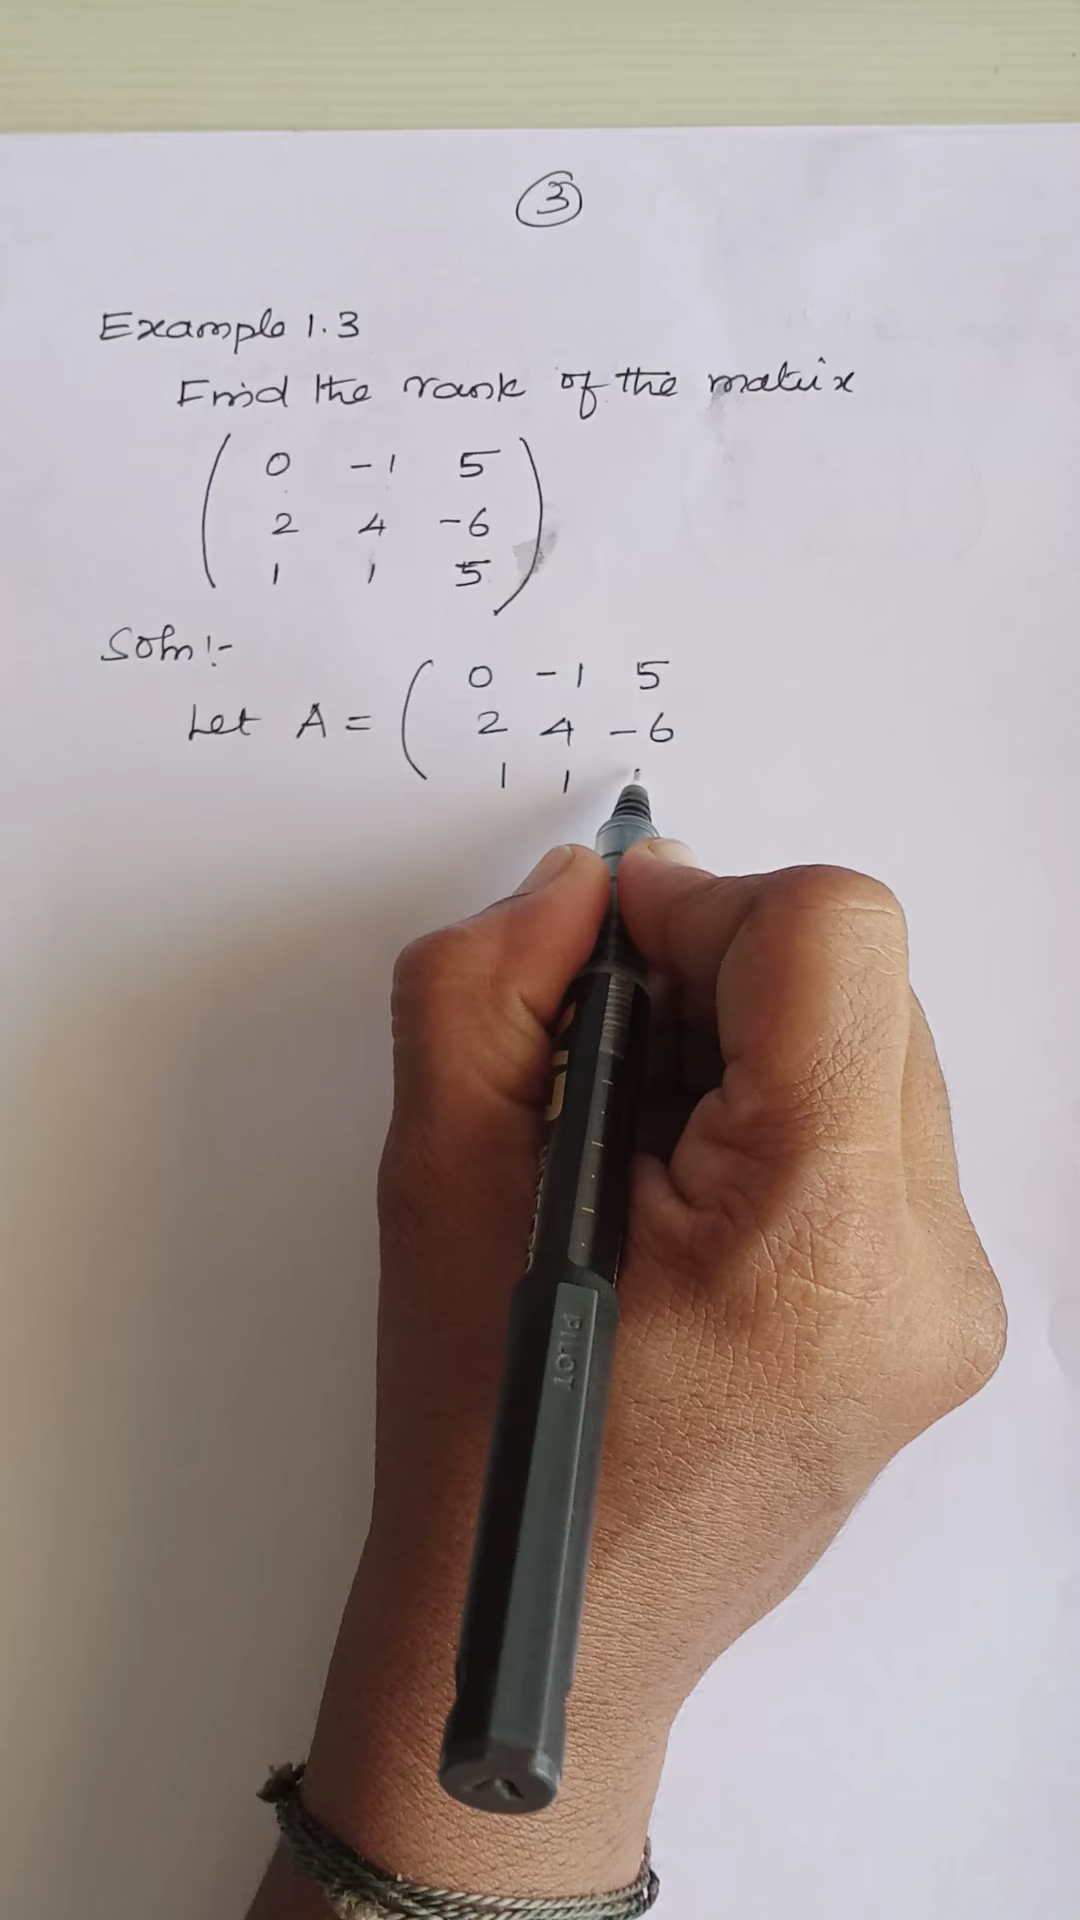 3
Example 1.3
Find the rank of the matrix
0 -1 5
2 4 -6
1 1 5
Soln:-
Let A = ( 0 -1 5
2 4 -6
1 1
PILOT